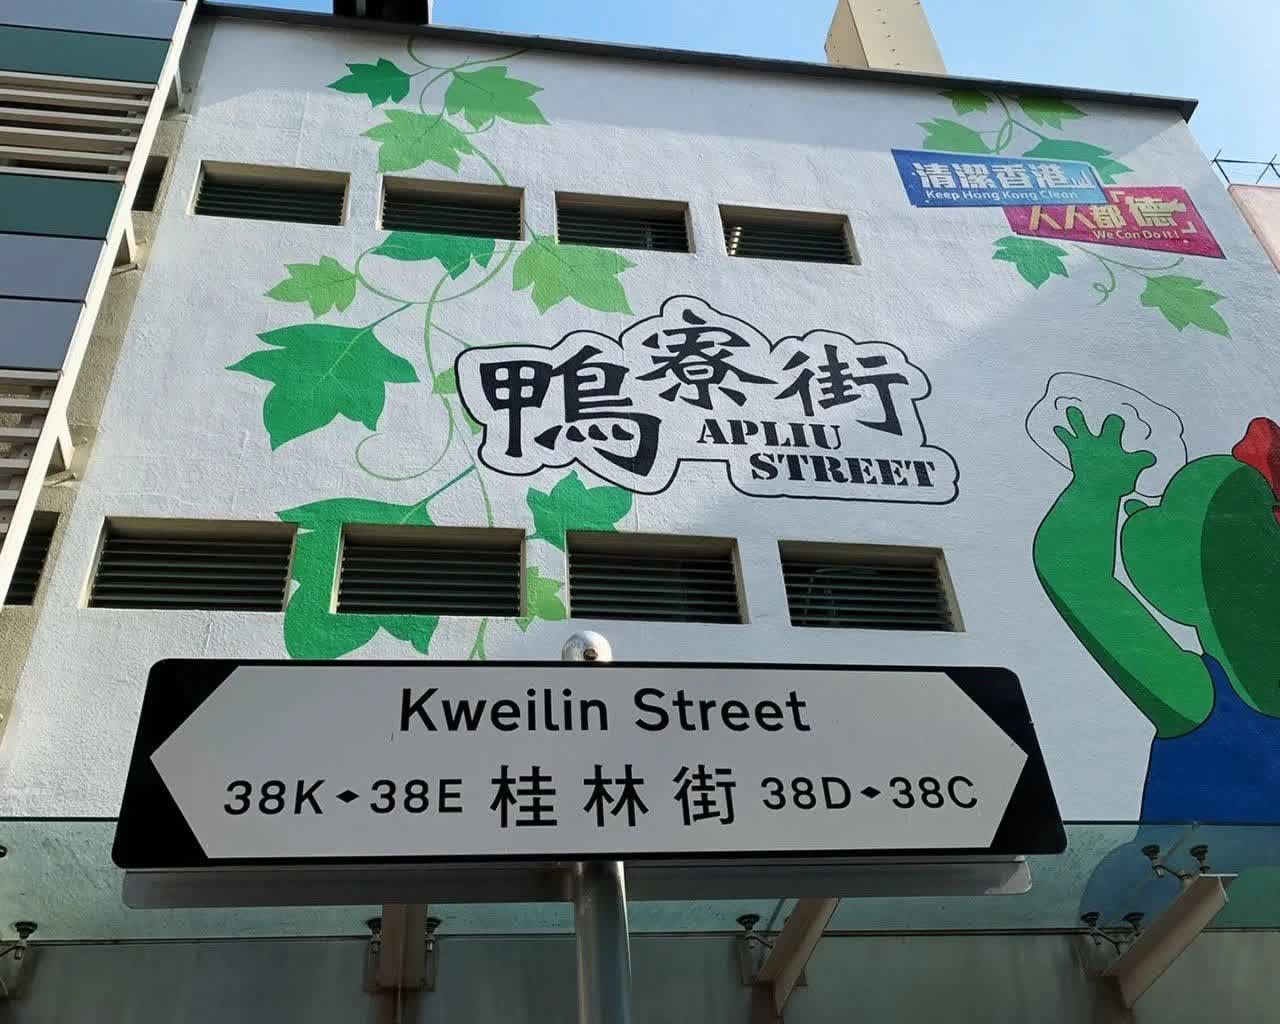 清潔香港
Keep Hong Kong Clean
「人人都德」
We Can Do It!
鴨寮街
APLIU
STREET
Kweilin Street
38K 38E 桂林街 38D 38C